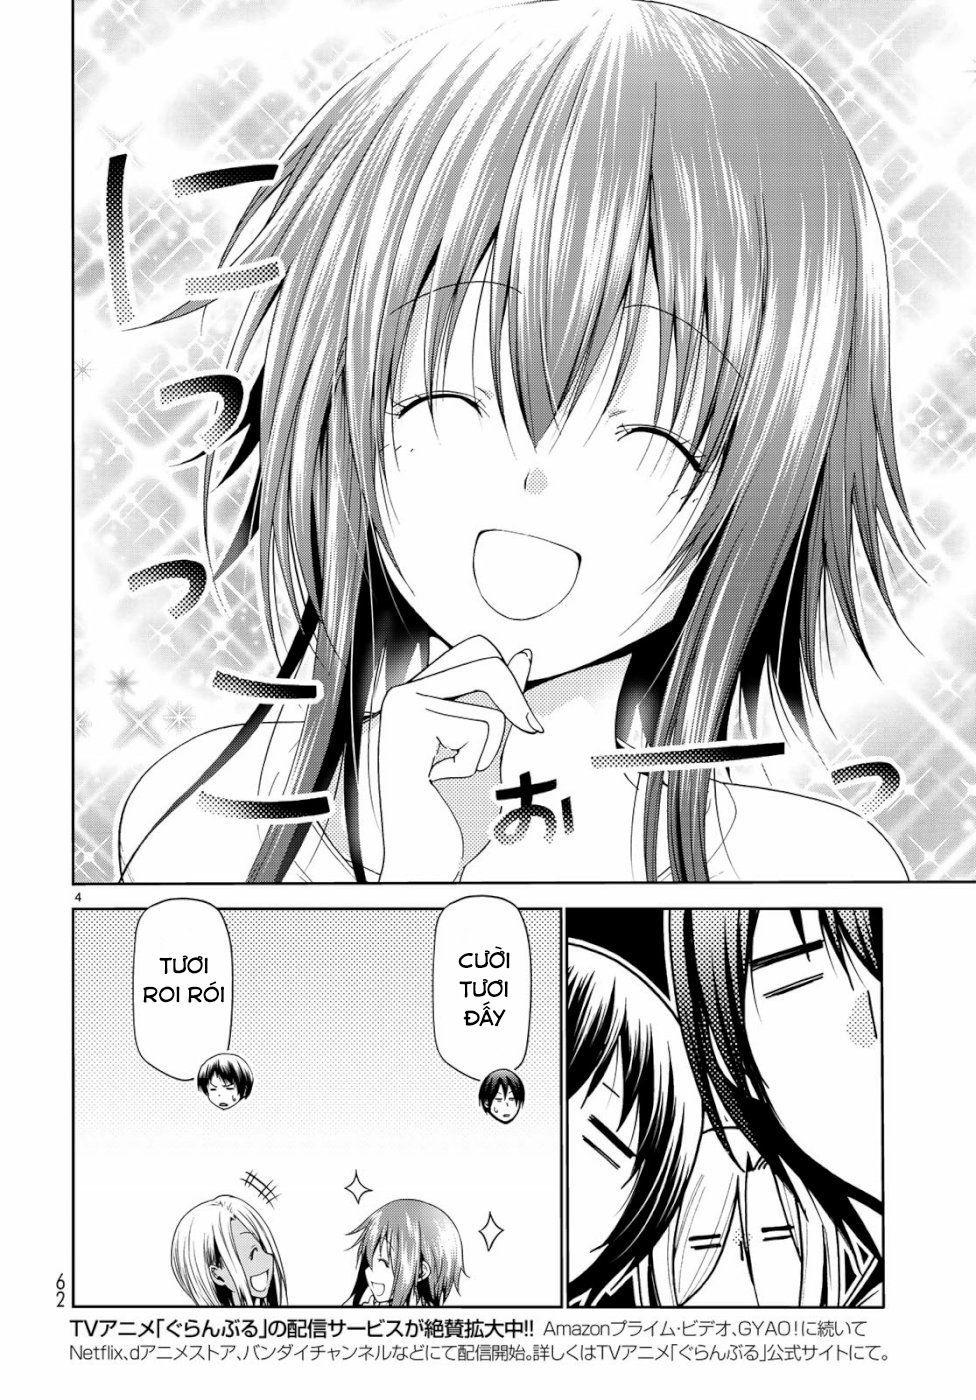 にこっ
お
4
CƯỜI
TƯƠI
ĐẤY
TƯƠI
ROI RÓI
62
TVアニメ「ぐらんぶる」の配信サービスが絶賛拡大中!! Amazonプライム・ビデオ、GYAO!に続いて
Netflix、dアニメストア、バンダイチャンネルなどにて配信開始。詳しくはTVアニメ「ぐらんぶる」公式サイトにて。